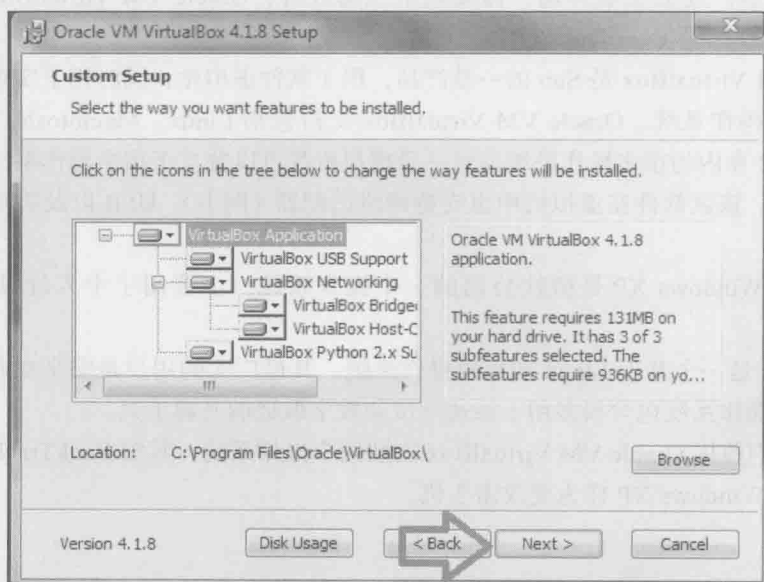 Oracle VM VirtualBox 4.1.8 Setup
Custom Setup
Select the way you want features to be installed.
Click on the icons in the tree below to change the way features will be installed.
VirtualBox Application
VirtualBox USB Support
VirtualBox Networking
VirtualBox Bridge
VirtualBox Host-C
VirtualBox Python 2.x Su
Oracle VM VirtualBox 4.1.8
application.
This feature requires 131MB on
your hard drive. It has 3 of 3
subfeatures selected. The
subfeatures require 936KB on yo...
Location: C:\Program Files\Oracle\VirtualBox\
Browse
Version 4.1.8
Disk Usage
< Back
Next >
Cancel